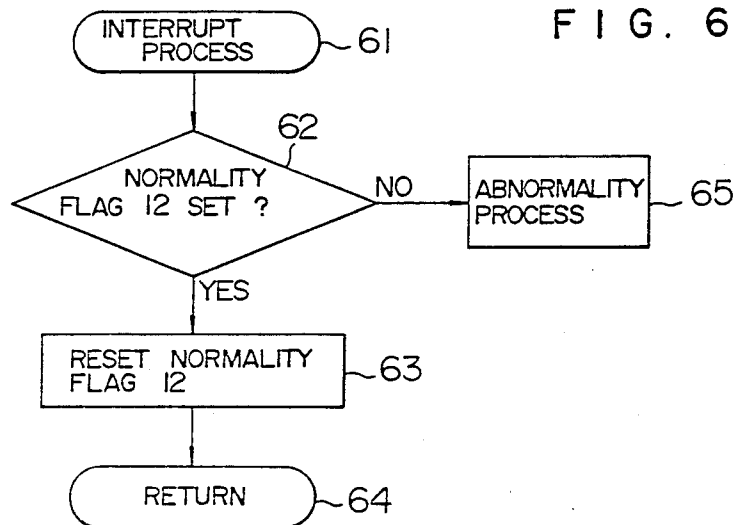 FIG. 6
INTERRUPT
PROCESS
61
62
NORMALITY
FLAG 12 SET ?
NO
ABNORMALITY
PROCESS
65
YES
RESET NORMALITY
FLAG 12
63
RETURN
64